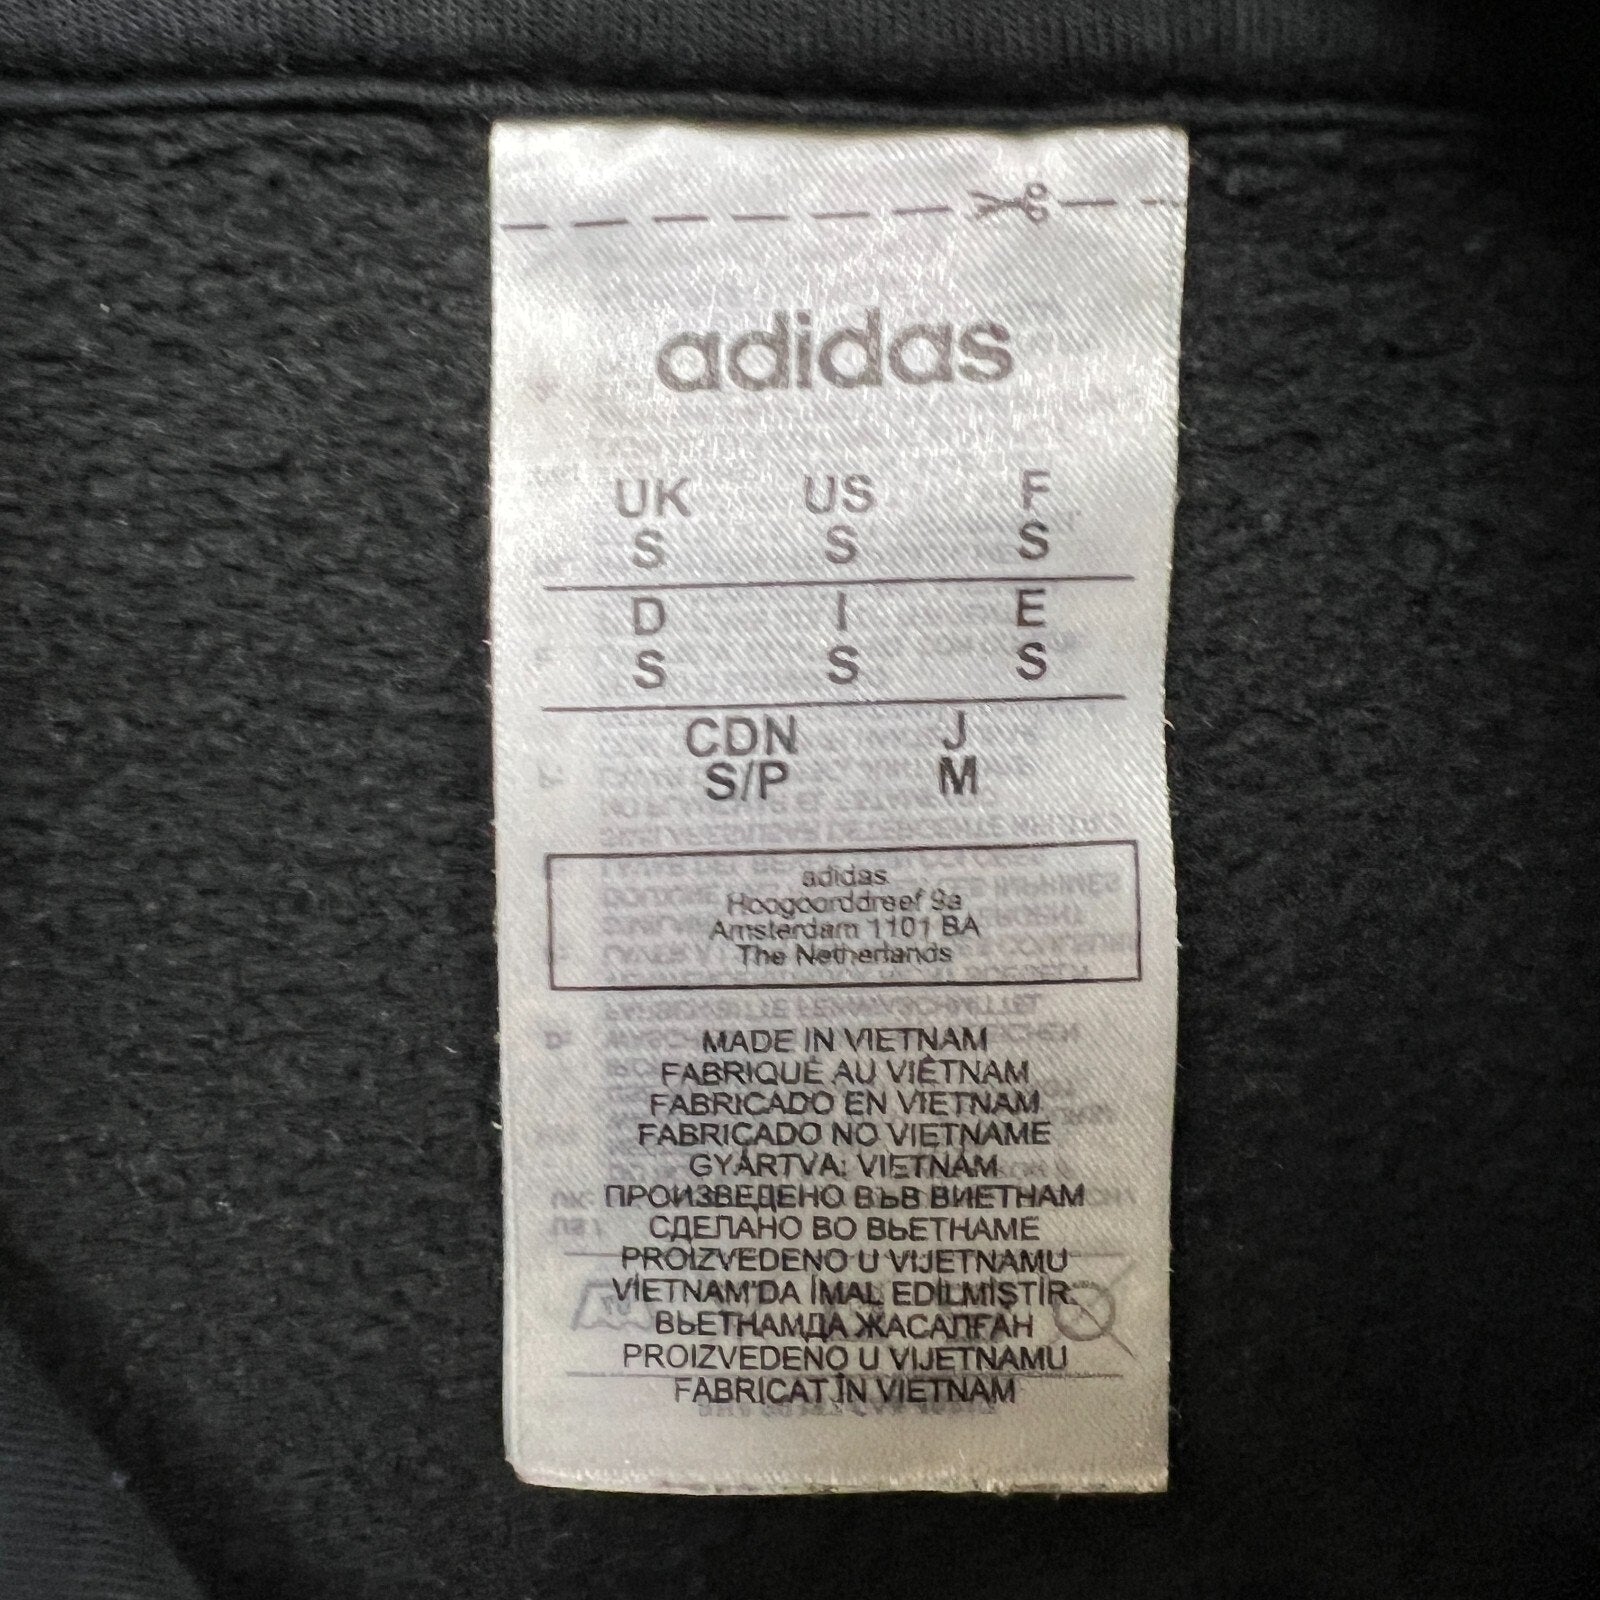 adidas
UK US F
S S S
D I E
S S S
CDN J
S/P M
adidas
Hoogoorddreef 9a
Amsterdam 1101 BA
The Netherlands
MADE IN VIETNAM
FABRIQUÉ AU VIÊTNAM
FABRICADO EN VIETNAM
FABRICADO NO VIETNAME
GYÁRTVA: VIETNÁM
ПРОИЗВЕДЕНО ВЪВ ВИЕТНАМ
СДЕЛАНО ВО ВЬЕТНАМЕ
PROIZVEDENO U VIJETNAMU
VİETNAM'DA İMAL EDİLMİŞTİR.
ВЬЕТНАМДА ЖАСАЛҒАН
PROIZVEDENO U VIJETNAMU
FABRICAT ÎN VIETNAM